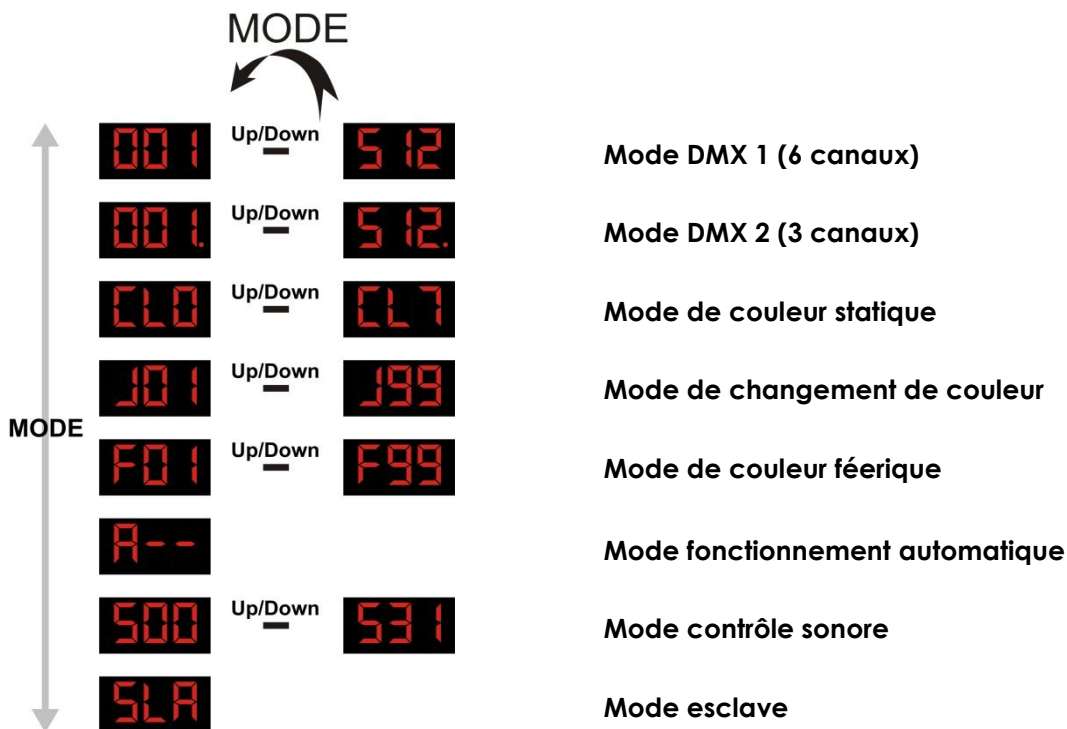 MODE
001 Up/Down 512 Mode DMX 1 (6 canaux)
001. Up/Down 512. Mode DMX 2 (3 canaux)
CL0 Up/Down CL7 Mode de couleur statique
J01 Up/Down J99 Mode de changement de couleur
MODE
F01 Up/Down F99 Mode de couleur féerique
A-- Mode fonctionnement automatique
S00 Up/Down S31 Mode contrôle sonore
SLA Mode esclave